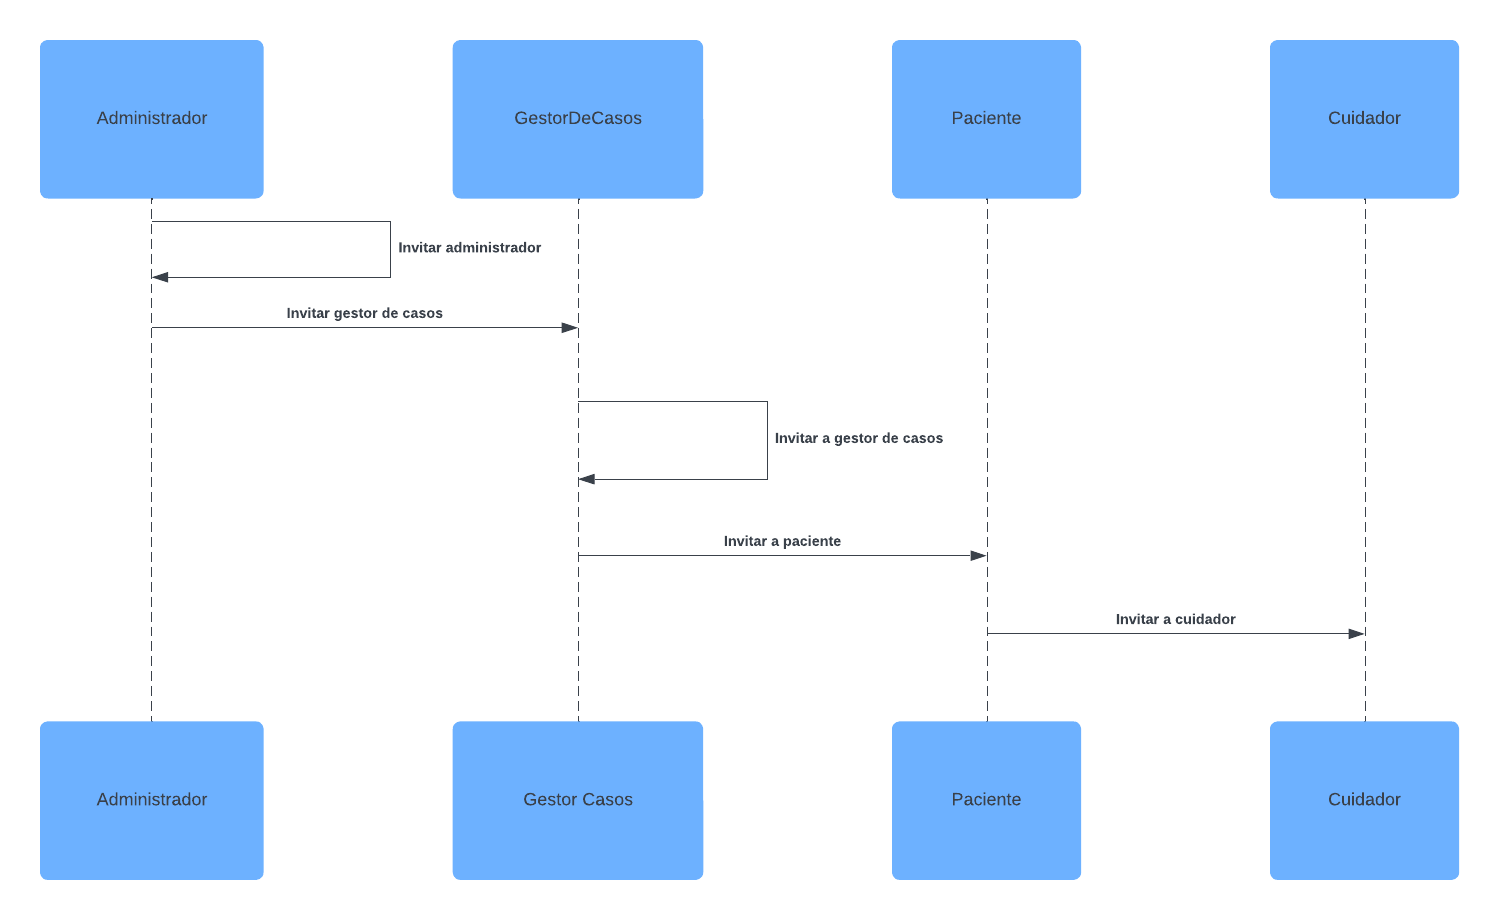 Administrador
GestorDeCasos
Paciente
Cuidador
Invitar administrador
Invitar gestor de casos
Invitar a gestor de casos
Invitar a paciente
Invitar a cuidador
Administrador
Gestor Casos
Paciente
Cuidador